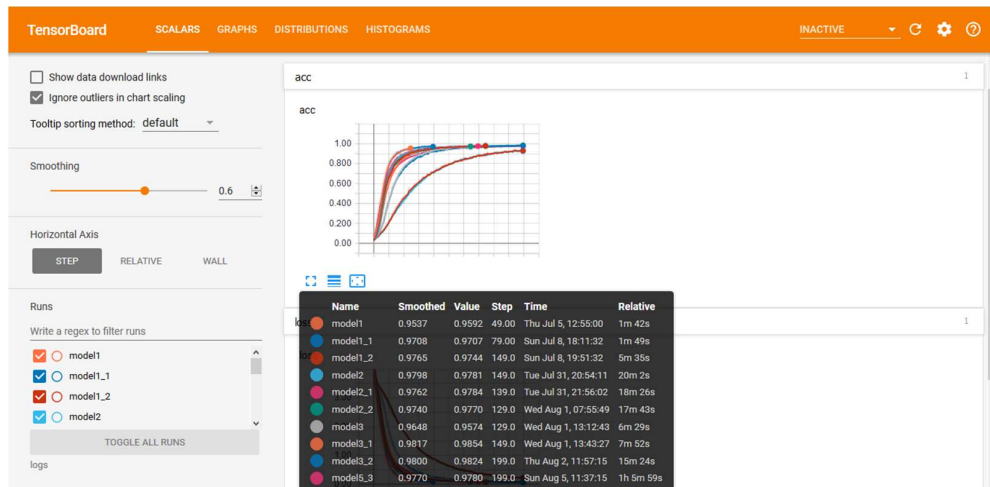 TensorBoard SCALARS GRAPHS DISTRIBUTIONS HISTOGRAMS INACTIVE
Show data download links
Ignore outliers in chart scaling
Tooltip sorting method: default
Smoothing
0.6
Horizontal Axis
STEP RELATIVE WALL
Runs
Write a regex to filter runs
model1
model1_1
model1_2
model2
TOGGLE ALL RUNS
logs
acc 1
acc
1.00
0.800
0.600
0.400
0.200
0.00
1
Name Smoothed Value Step Time Relative
model1 0.9537 0.9592 49.00 Thu Jul 5, 12:55:00 1m 42s
model1_1 0.9708 0.9707 79.00 Sun Jul 8, 18:11:32 1m 49s
model1_2 0.9765 0.9744 149.0 Sun Jul 8, 19:51:32 5m 35s
model2 0.9798 0.9781 149.0 Tue Jul 31, 20:54:11 20m 2s
model2_1 0.9762 0.9784 139.0 Tue Jul 31, 21:56:02 18m 26s
model2_2 0.9740 0.9770 129.0 Wed Aug 1, 07:55:49 17m 43s
model3 0.9648 0.9574 129.0 Wed Aug 1, 13:12:43 6m 29s
model3_1 0.9817 0.9854 149.0 Wed Aug 1, 13:43:27 7m 52s
model3_2 0.9800 0.9824 149.0 Thu Aug 2, 11:57:15 15m 24s
model5_3 0.9770 0.9780 199.0 Sun Aug 5, 11:37:15 1h 5m 59s